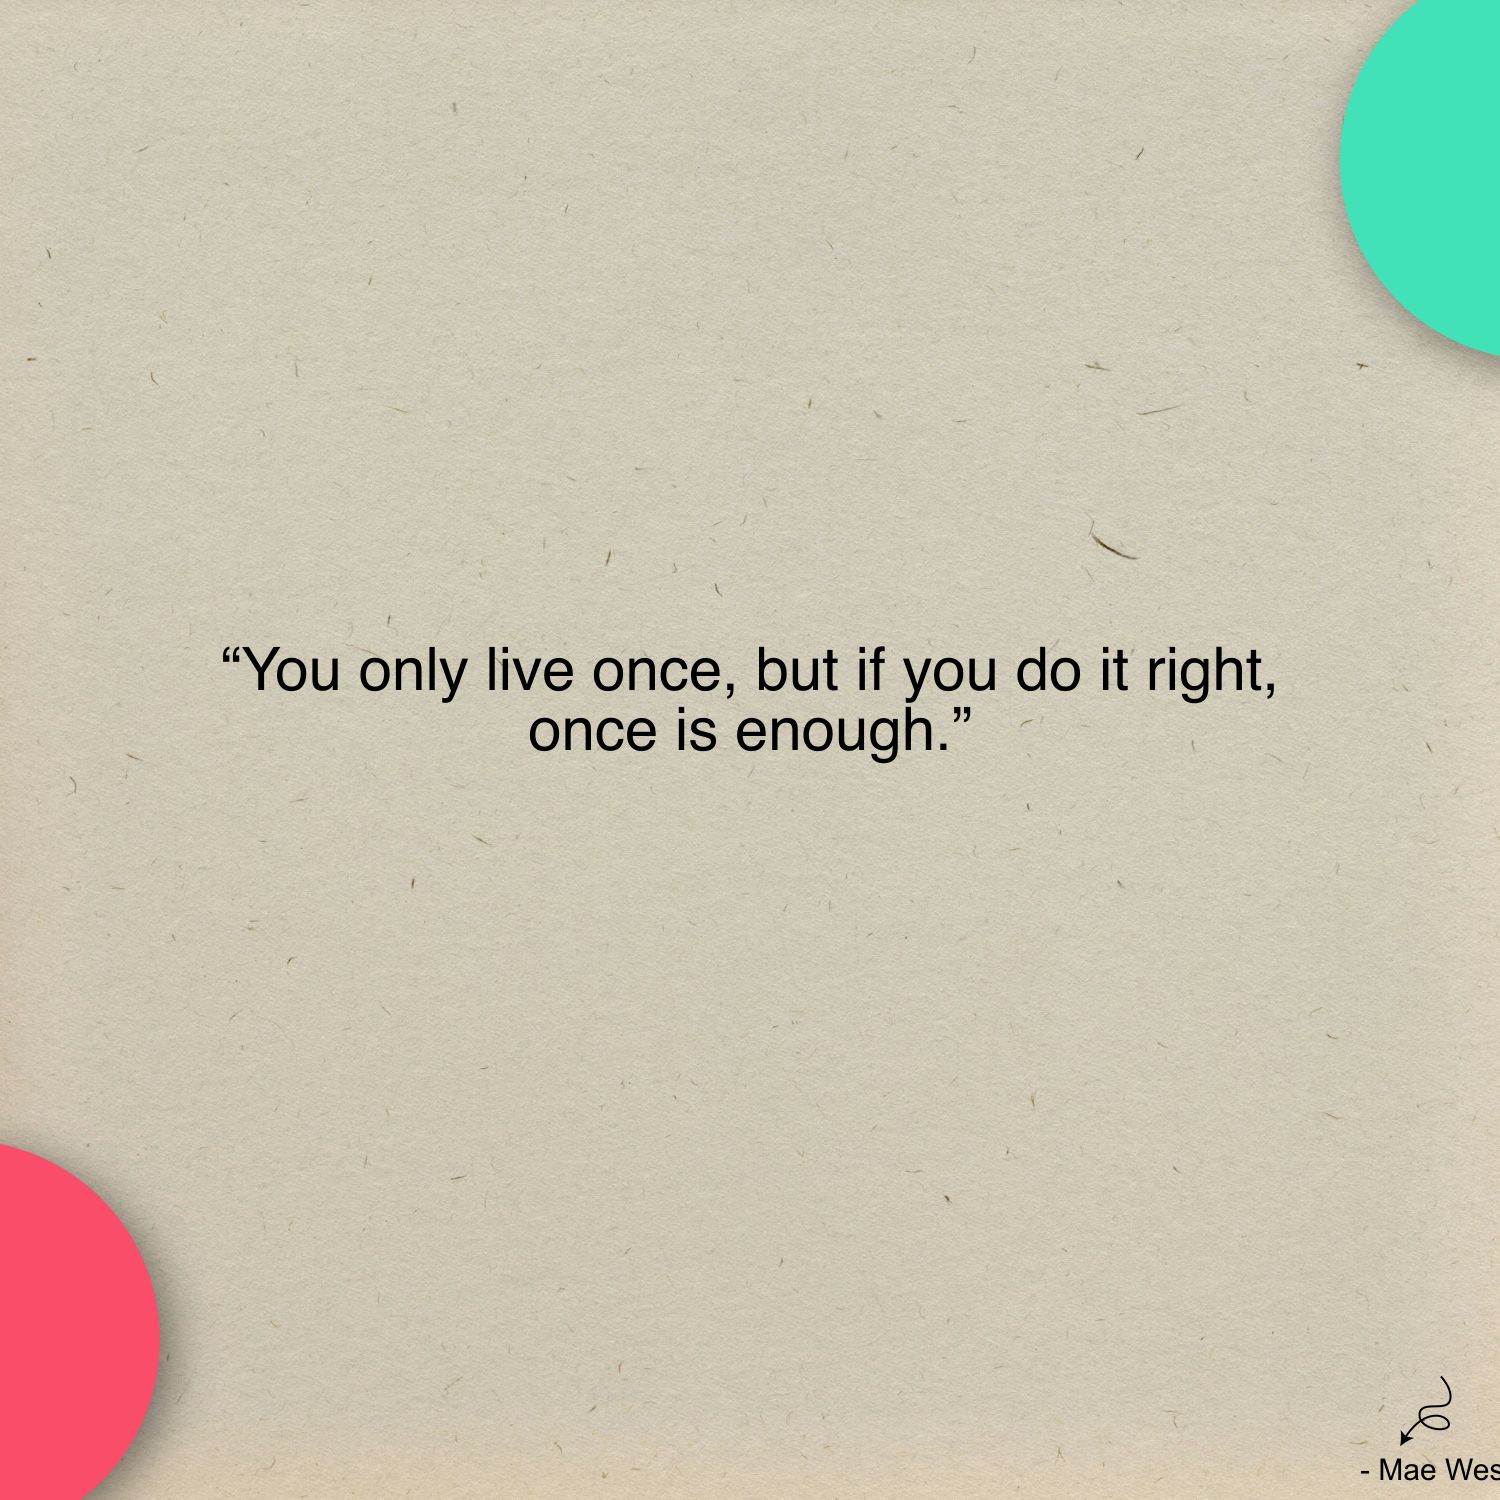 “You only live once, but if you do it right,
once is enough.”
- Mae Wes